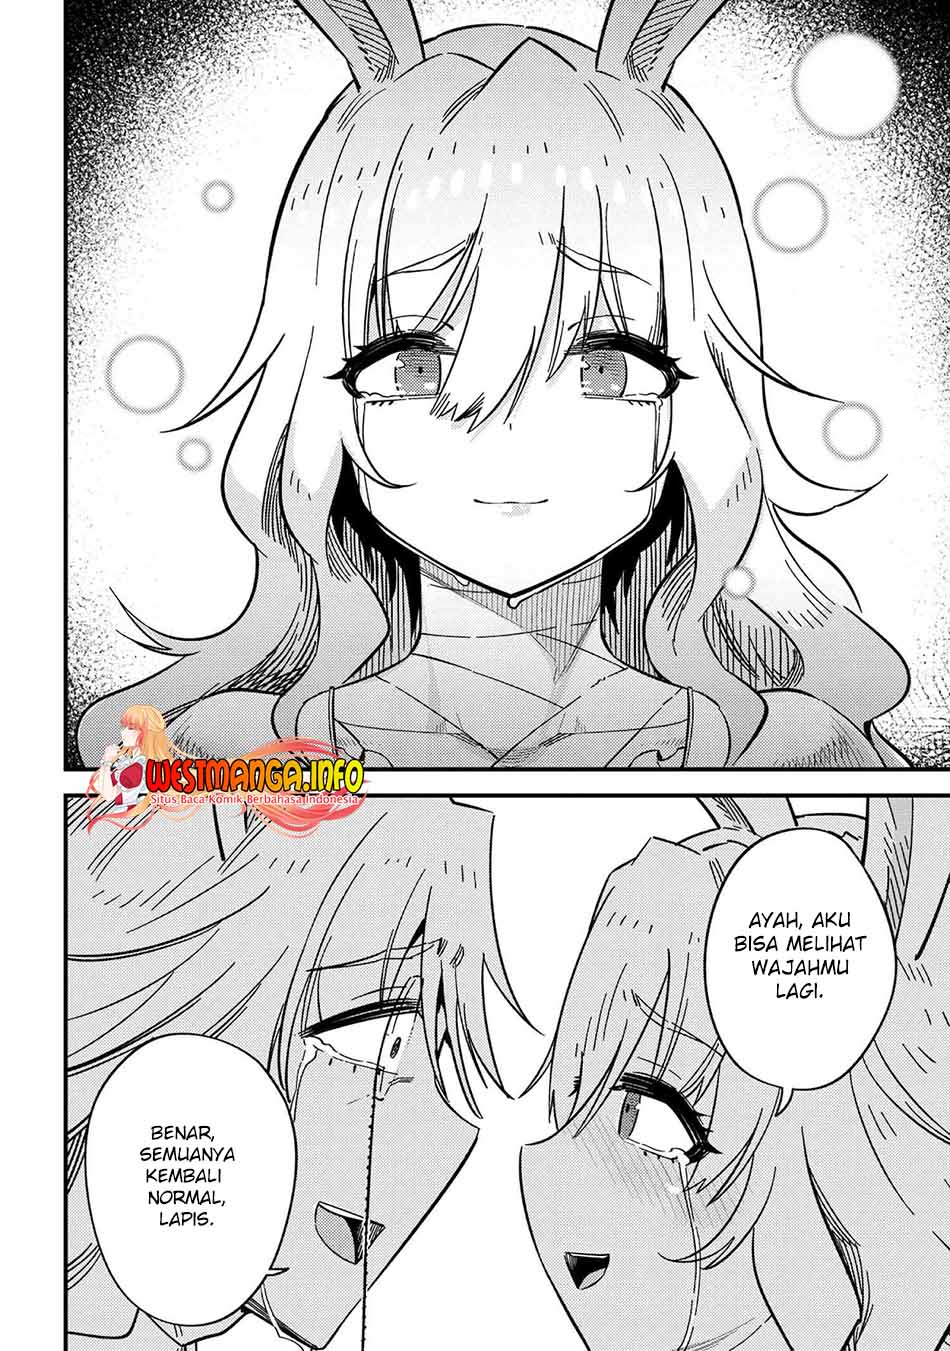 WESTMANGA.INFO
Situs Baca Komik Berbahasa Indonesia
AYAH, AKU
BISA MELIHAT
WAJAHMU
LAGI.
BENAR,
SEMUANYA
KEMBALI
NORMAL,
LAPIS.